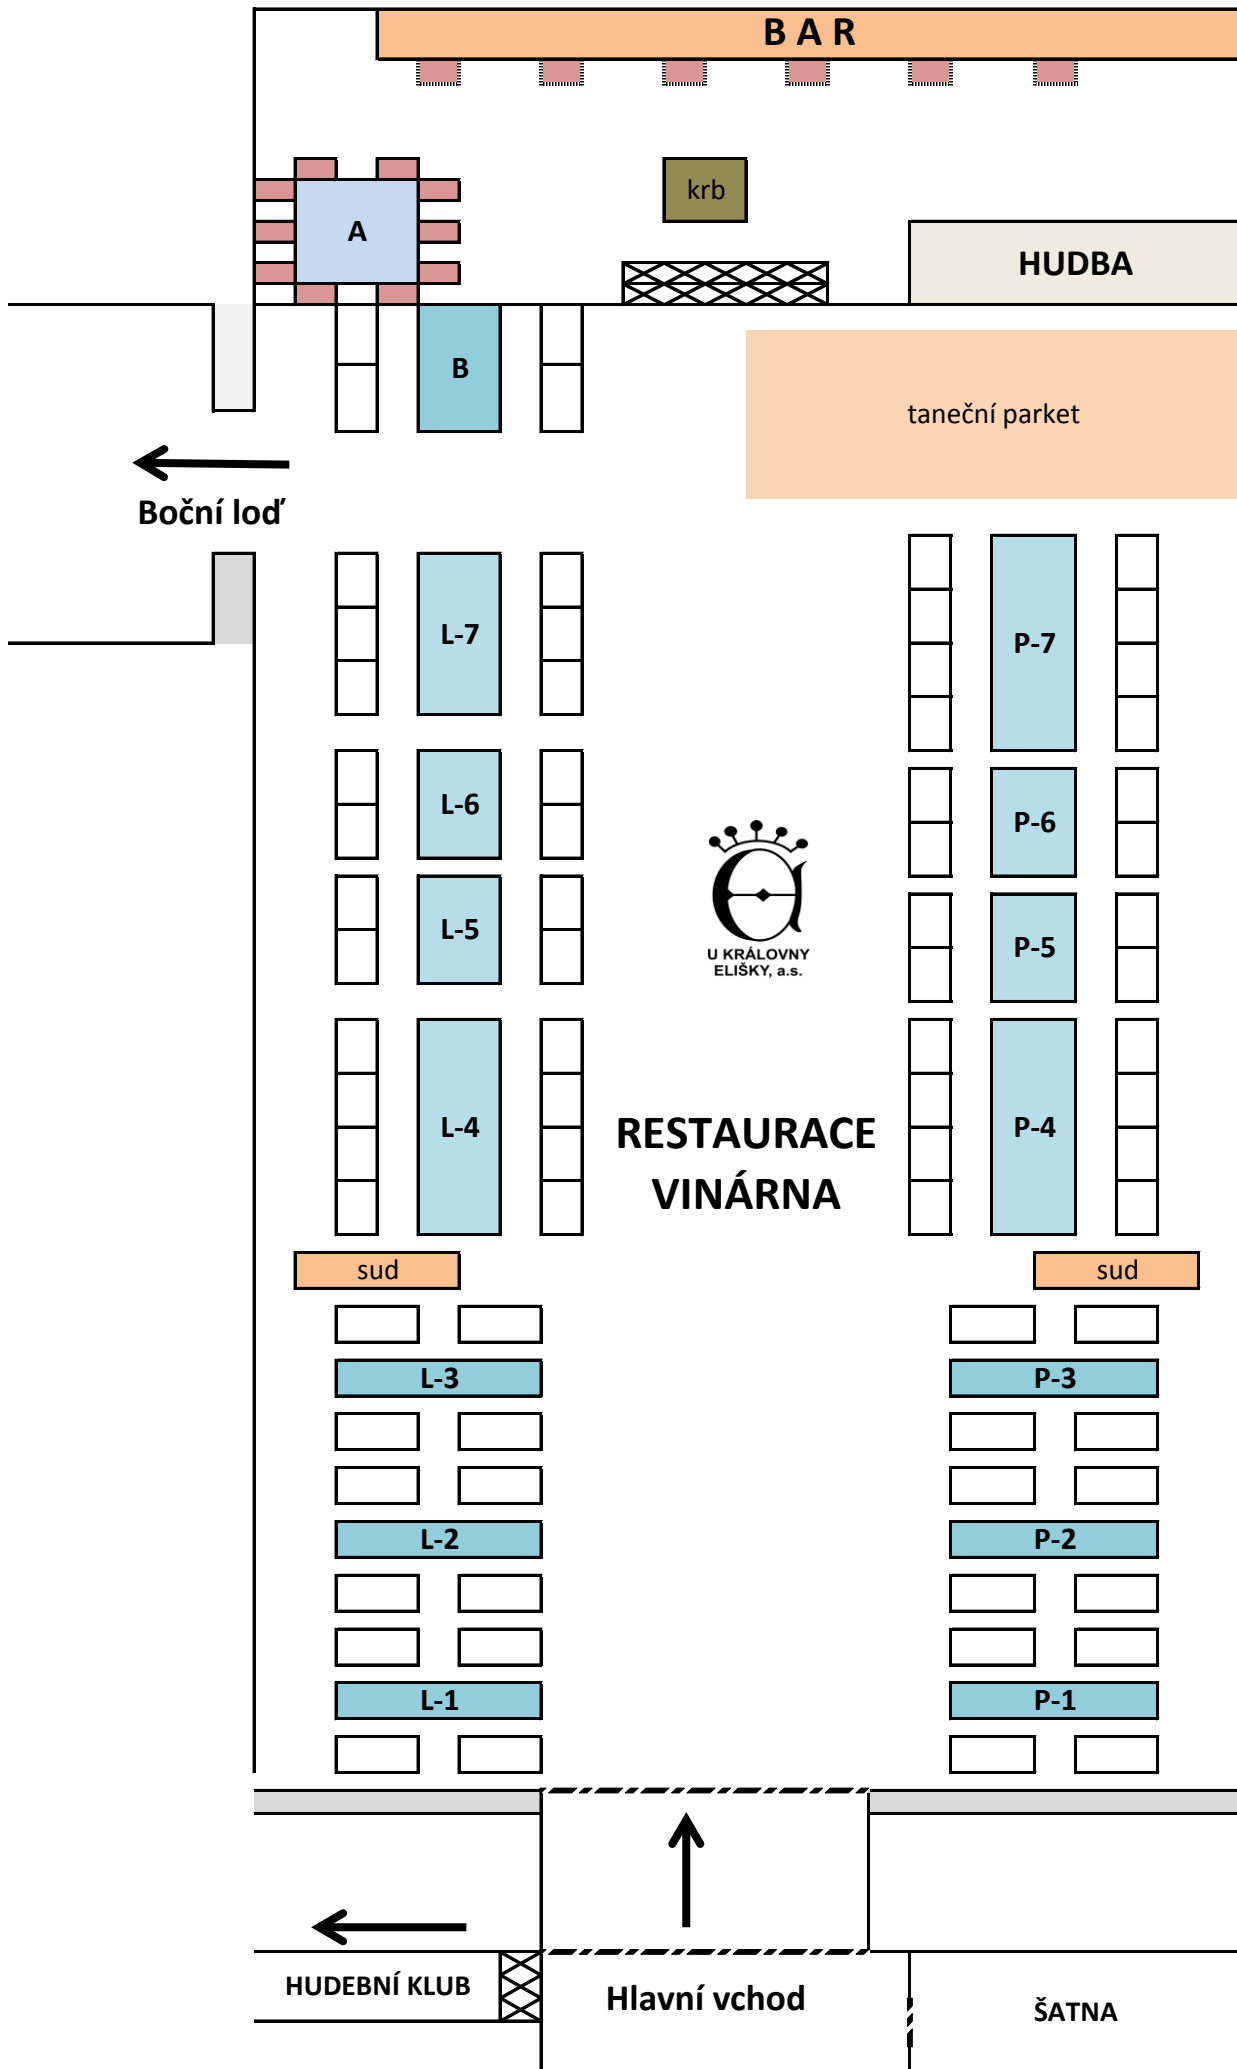 B A R
krb
A
HUDBA
B
taneční parket
Boční loď
L-7
P-7
L-6
P-6
L-5
P-5
U KRÁLOVNY
ELIŠKY, a.s.
L-4
RESTAURACE
VINÁRNA
P-4
sud
sud
L-3
P-3
L-2
P-2
L-1
P-1
HUDEBNÍ KLUB
Hlavní vchod
ŠATNA